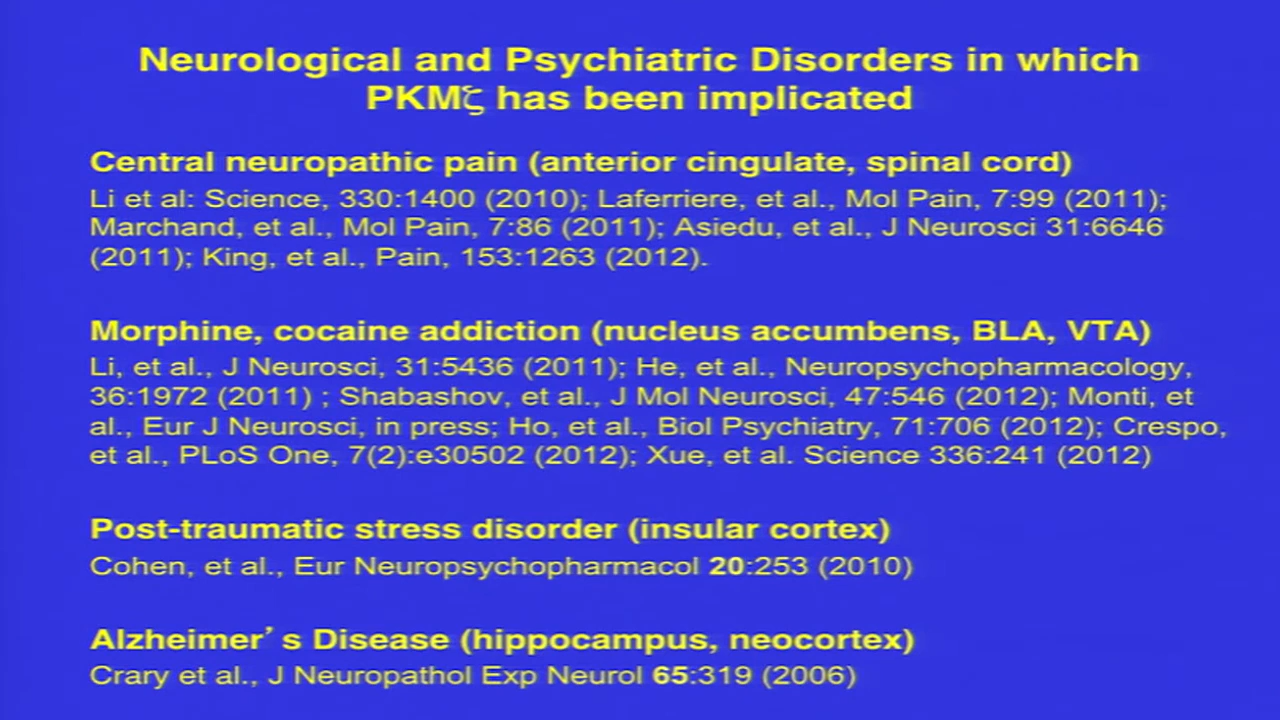 Neurological and Psychiatric Disorders in which
PKMζ has been implicated
Central neuropathic pain (anterior cingulate, spinal cord)
Li et al: Science, 330:1400 (2010); Laferriere, et al., Mol Pain, 7:99 (2011);
Marchand, et al., Mol Pain, 7:86 (2011); Asiedu, et al., J Neurosci 31:6646
(2011); King, et al., Pain, 153:1263 (2012).
Morphine, cocaine addiction (nucleus accumbens, BLA, VTA)
Li, et al., J Neurosci, 31:5436 (2011); He, et al., Neuropsychopharmacology,
36:1972 (2011) ; Shabashov, et al., J Mol Neurosci, 47:546 (2012); Monti, et
al., Eur J Neurosci, in press; Ho, et al., Biol Psychiatry, 71:706 (2012); Crespo,
et al., PLoS One, 7(2):e30502 (2012); Xue, et al. Science 336:241 (2012)
Post-traumatic stress disorder (insular cortex)
Cohen, et al., Eur Neuropsychopharmacol 20:253 (2010)
Alzheimer’s Disease (hippocampus, neocortex)
Crary et al., J Neuropathol Exp Neurol 65:319 (2006)